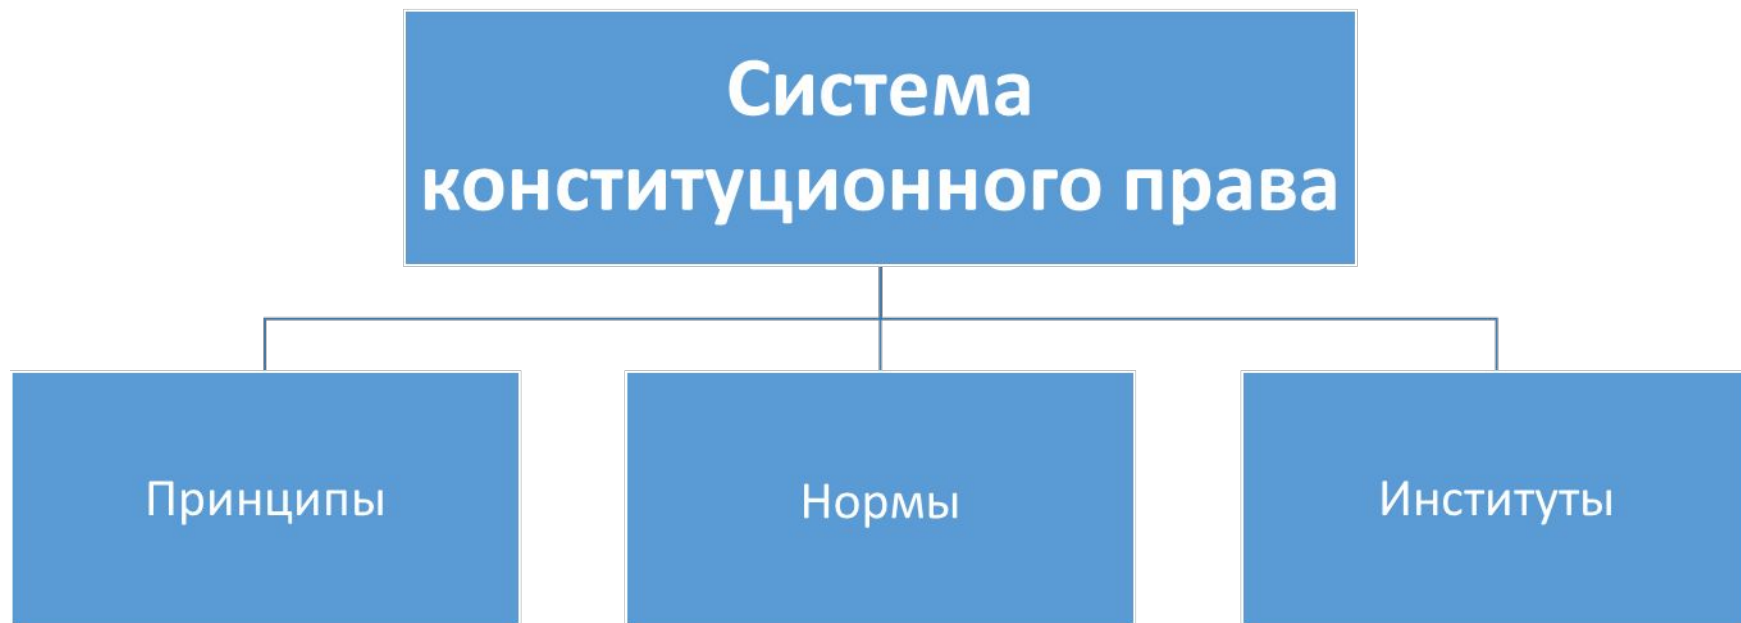 Система
конституционного права
Принципы
Нормы
Институты